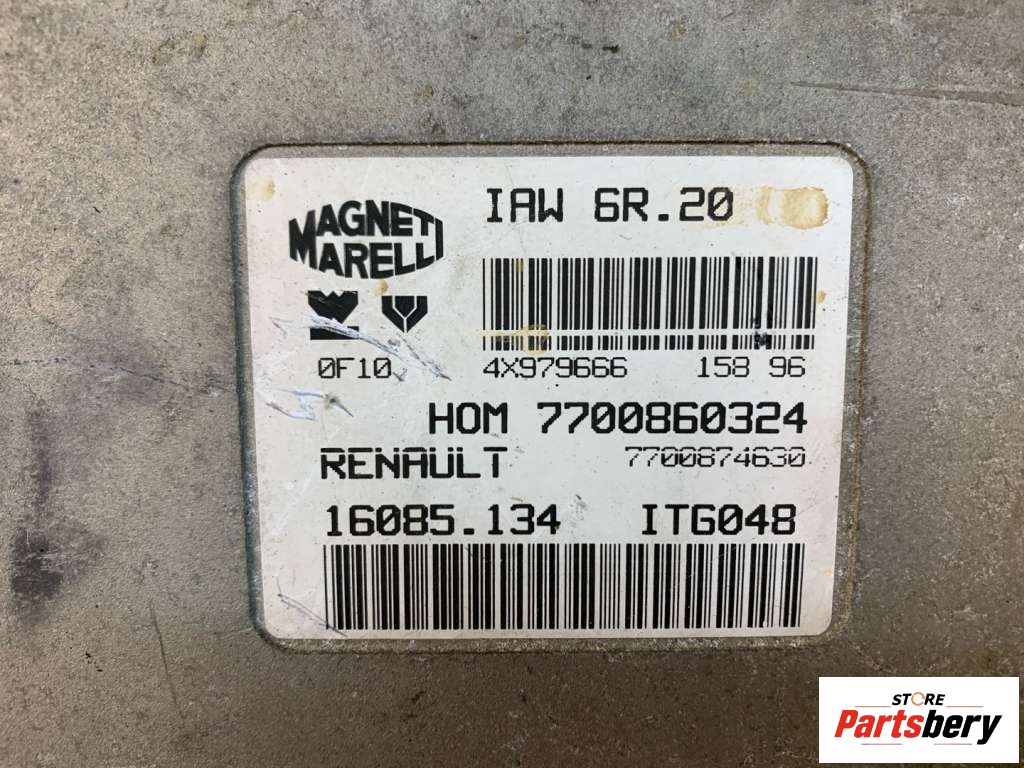 MAGNETI
MARELLI
IAW 6R.20
0F10
4X979666 158 96
HOM 7700860324
RENAULT 7700874630
16085.134 ITG048
STORE
Partsbery